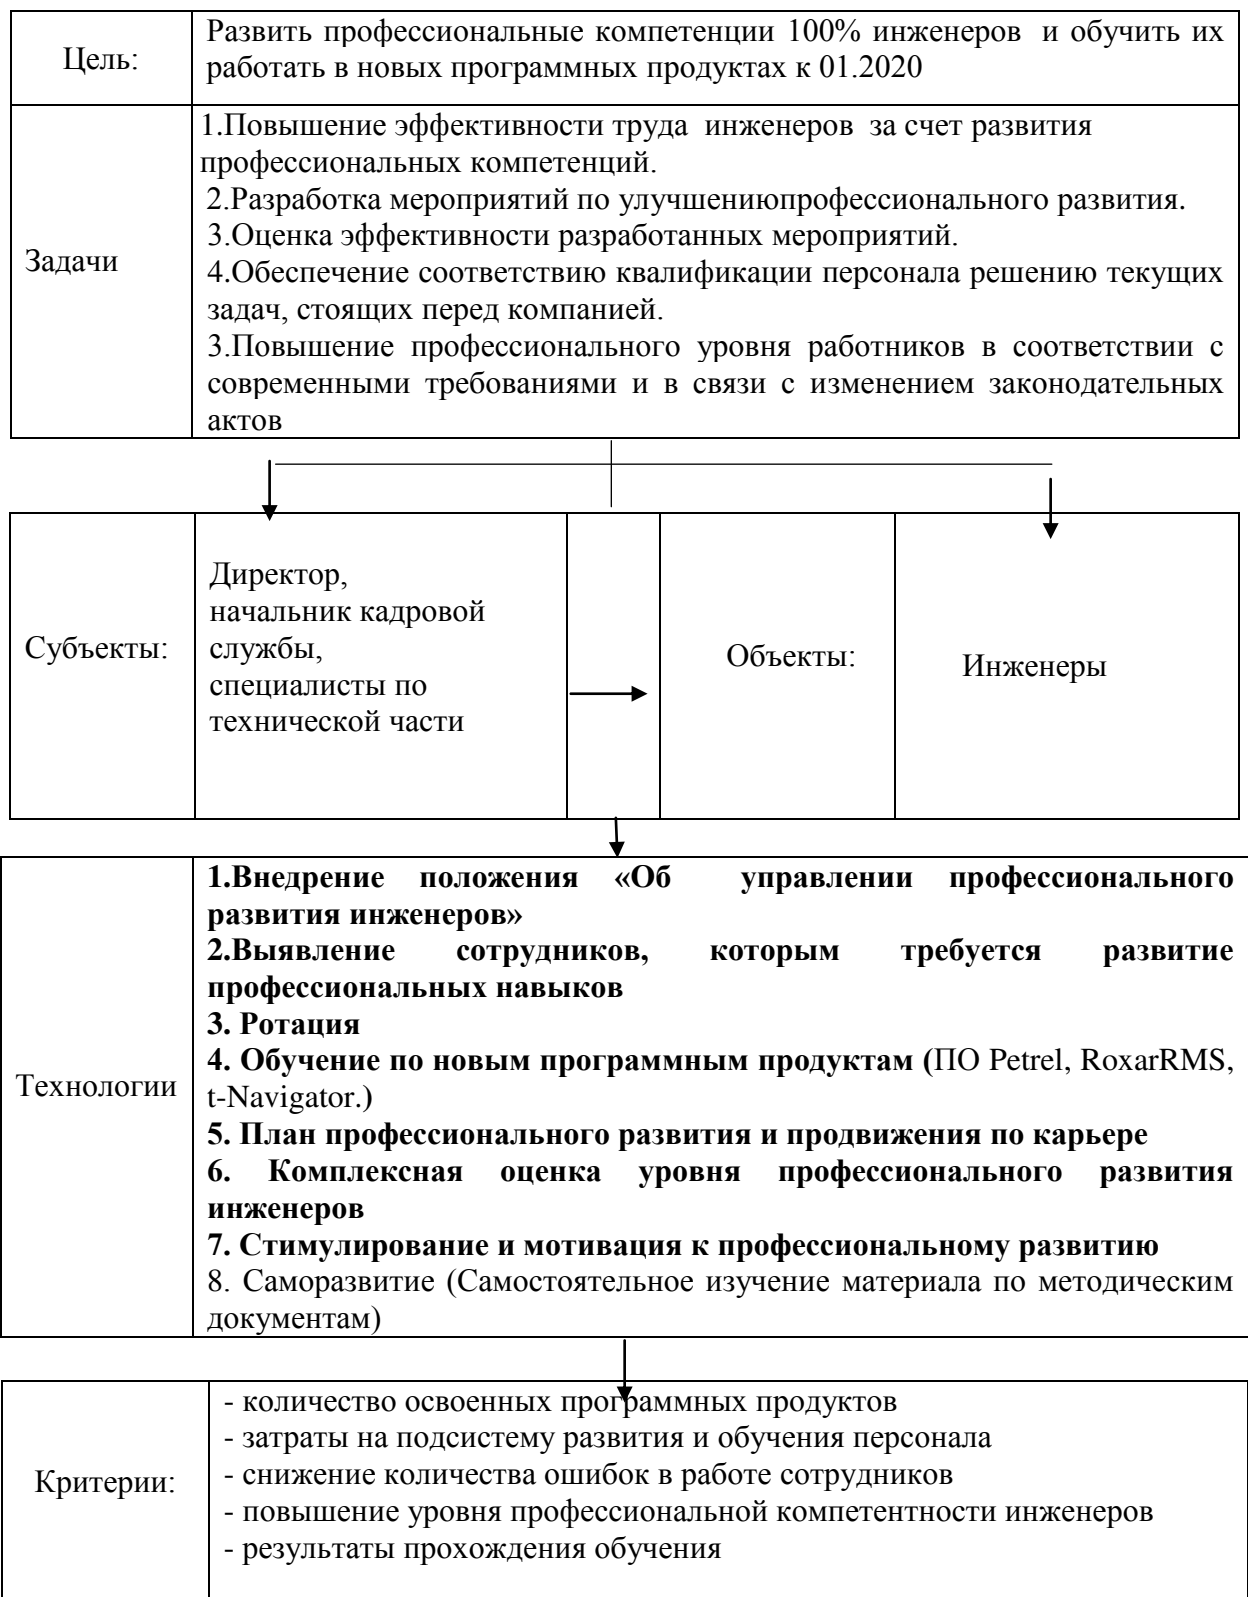 Цель:
Развить профессиональные компетенции 100% инженеров и обучить их
работать в новых программных продуктах к 01.2020
Задачи
1.Повышение эффективности труда инженеров за счет развития
профессиональных компетенций.
2.Разработка мероприятий по улучшениюпрофессионального развития.
3.Оценка эффективности разработанных мероприятий.
4.Обеспечение соответствию квалификации персонала решению текущих
задач, стоящих перед компанией.
3.Повышение профессионального уровня работников в соответствии с
современными требованиями и в связи с изменением законодательных
актов
Субъекты:
Директор,
начальник кадровой
службы,
специалисты по
технической части
Объекты:
Инженеры
Технологии
1.Внедрение положения «Об управлении профессионального
развития инженеров»
2.Выявление сотрудников, которым требуется развитие
профессиональных навыков
3. Ротация
4. Обучение по новым программным продуктам (ПО Petrel, RoxarRMS,
t-Navigator.)
5. План профессионального развития и продвижения по карьере
6. Комплексная оценка уровня профессионального развития
инженеров
7. Стимулирование и мотивация к профессиональному развитию
8. Саморазвитие (Самостоятельное изучение материала по методическим
документам)
Критерии:
- количество освоенных программных продуктов
- затраты на подсистему развития и обучения персонала
- снижение количества ошибок в работе сотрудников
- повышение уровня профессиональной компетентности инженеров
- результаты прохождения обучения